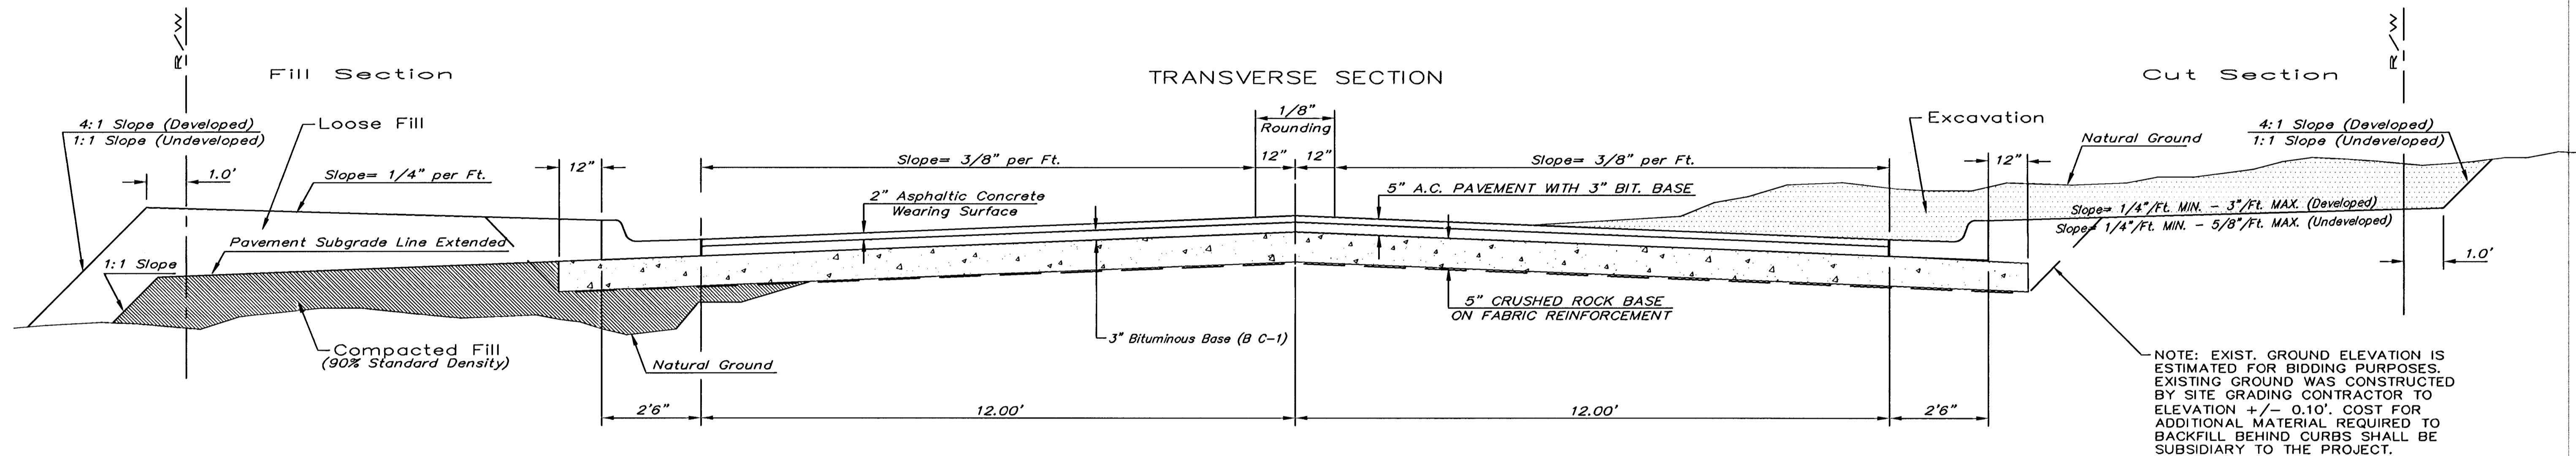 R/W
R/W
Fill Section
TRANSVERSE SECTION
Cut Section
4:1 Slope (Developed)
1:1 Slope (Undeveloped)
Loose Fill
1/8"
Rounding
Excavation
Natural Ground
4:1 Slope (Developed)
1:1 Slope (Undeveloped)
12"
Slope= 3/8" per Ft.
12"
12"
Slope= 3/8" per Ft.
12"
1.0'
Slope= 1/4" per Ft.
2" Asphaltic Concrete
Wearing Surface
5" A.C. PAVEMENT WITH 3" BIT. BASE
Slope= 1/4"/Ft. MIN. - 3"/Ft. MAX. (Developed)
Slope= 1/4"/Ft. MIN. - 5/8"/Ft. MAX. (Undeveloped)
Pavement Subgrade Line Extended
1:1 Slope
1.0'
5" CRUSHED ROCK BASE
ON FABRIC REINFORCEMENT
3" Bituminous Base (B C-1)
Compacted Fill
(90% Standard Density)
Natural Ground
NOTE: EXIST. GROUND ELEVATION IS
ESTIMATED FOR BIDDING PURPOSES.
EXISTING GROUND WAS CONSTRUCTED
BY SITE GRADING CONTRACTOR TO
ELEVATION +/- 0.10'. COST FOR
ADDITIONAL MATERIAL REQUIRED TO
BACKFILL BEHIND CURBS SHALL BE
SUBSIDIARY TO THE PROJECT.
2'6"
12.00'
12.00'
2'6"